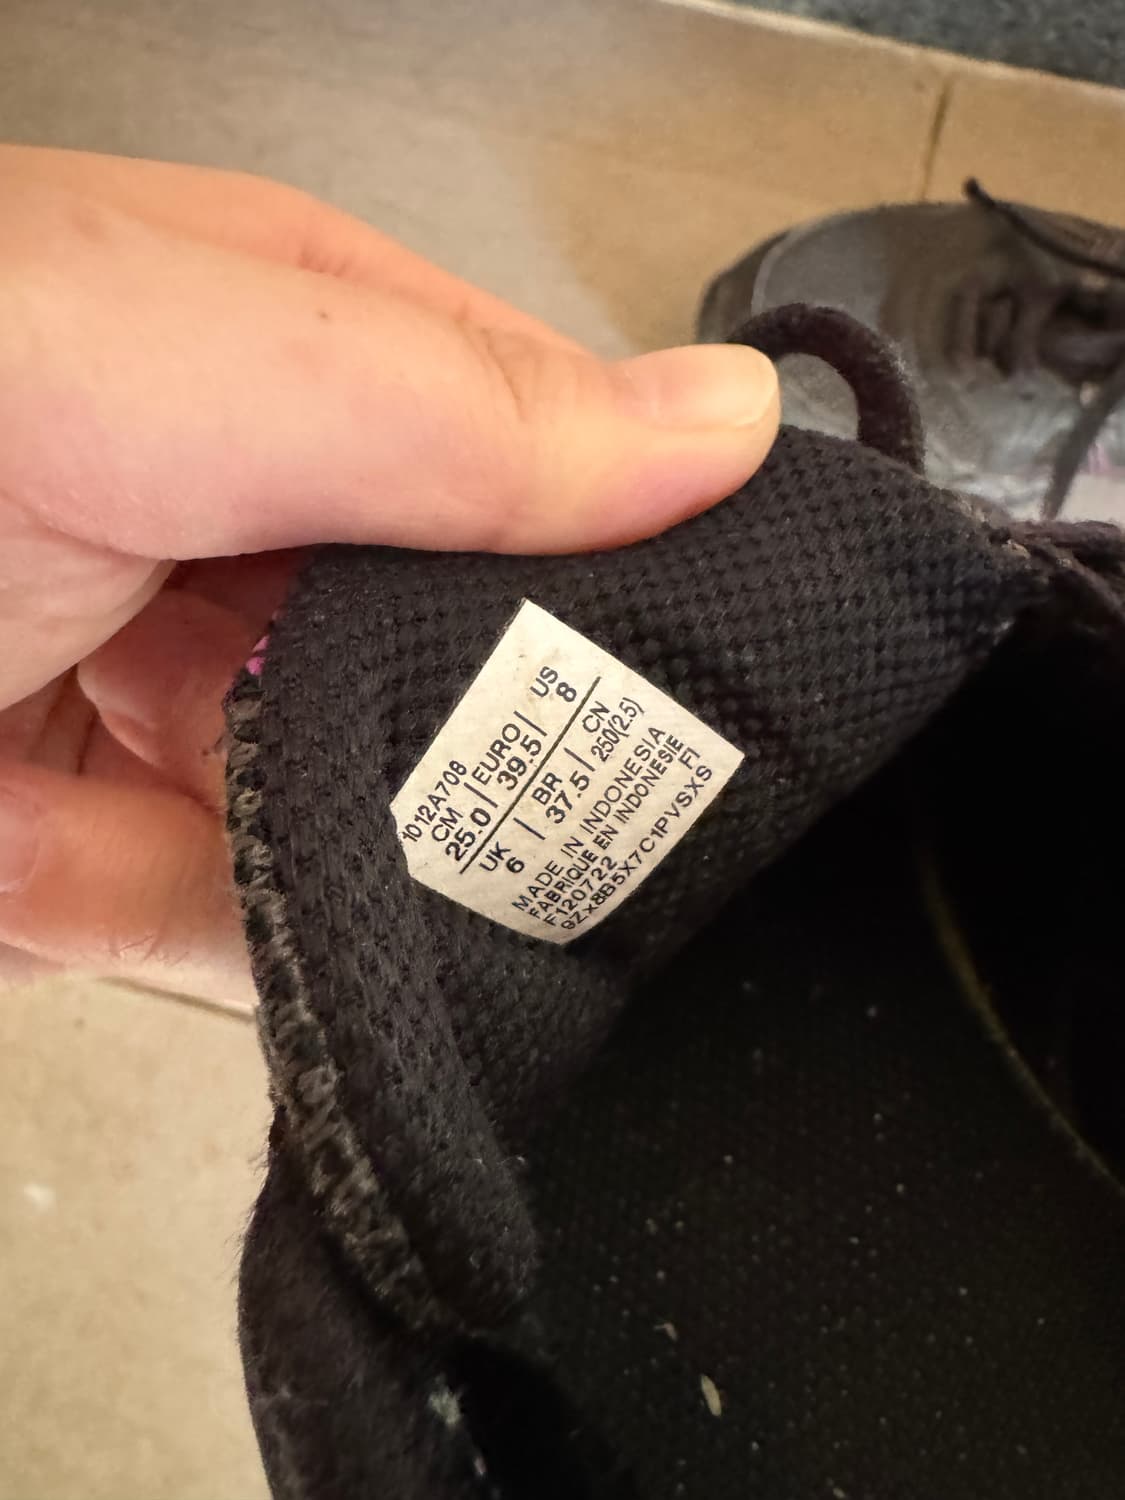 1012A708
CM | EURO | US
25.0 | 39.5 | 8
UK | BR | CN
6 | 37.5 | 250(2.5)
MADE IN INDONESIA
FABRIQUE EN INDONESIE
F120722 FI
9Zx8B5X7C1PVSXS